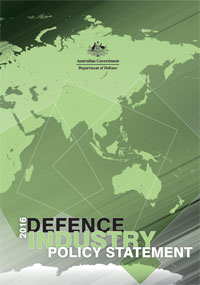 Australian Government
Department of Defence
2016
DEFENCE
INDUSTRY
POLICY STATEMENT